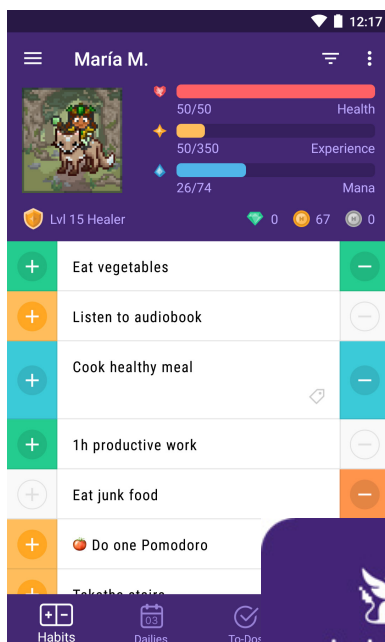 12:17
María M.
50/50 Health
50/350 Experience
26/74 Mana
Lvl 15 Healer 0 67 0
Eat vegetables
Listen to audiobook
Cook healthy meal
1h productive work
Eat junk food
Do one Pomodoro
03
Habits Dailies To-Dos